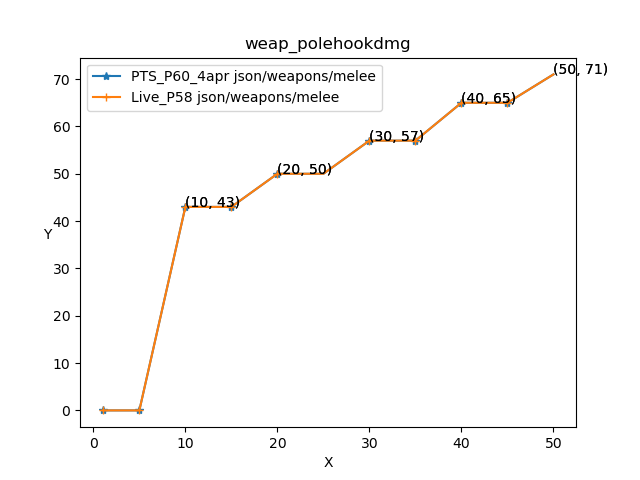 weap_polehookdmg
PTS_P60_4apr json/weapons/melee
Live_P58 json/weapons/melee
(50, 71)
(40, 65)
(30, 57)
(20, 50)
(10, 43)
70
60
50
40
30
20
10
0
Y
0 10 20 30 40 50
X